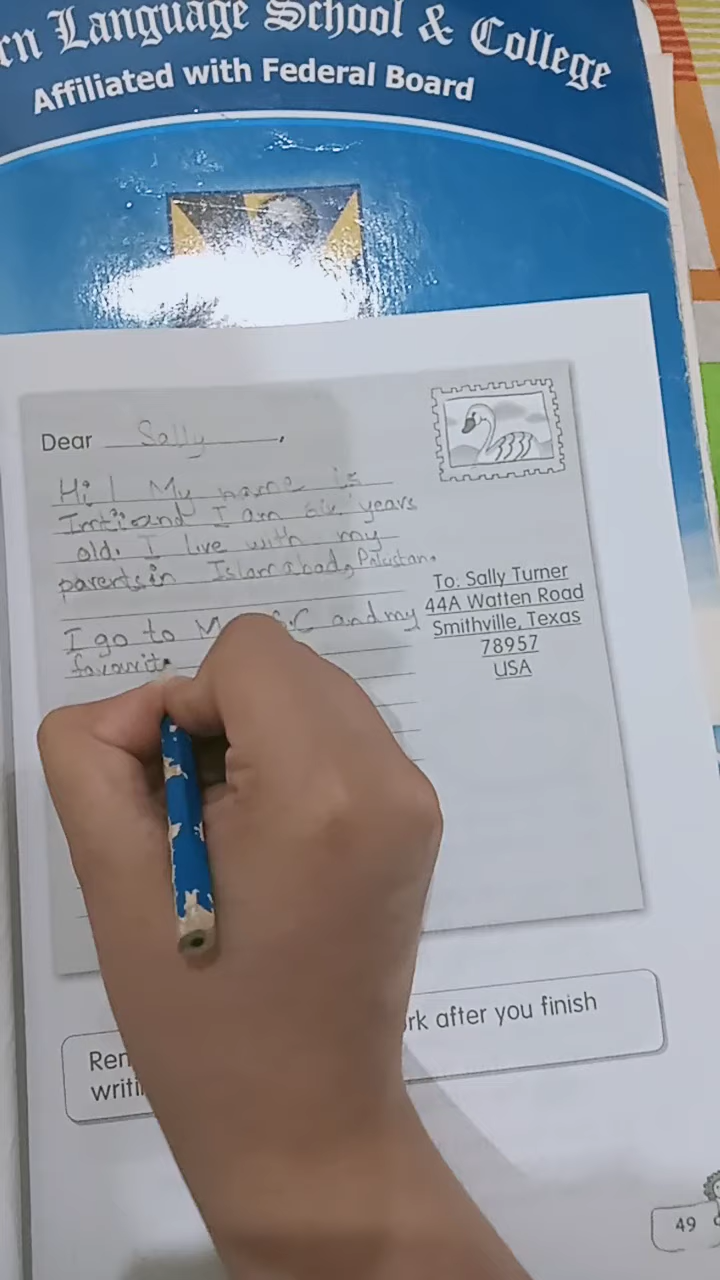 Language School & College
Affiliated with Federal Board
Dear Sally,
Hi! My name is
and I am six years
old. I live with my
parents in Islamabad, Pakistan.
I go to and my
favourite
To: Sally Turner
44A Watten Road
Smithville, Texas
78957
USA
after you finish
49